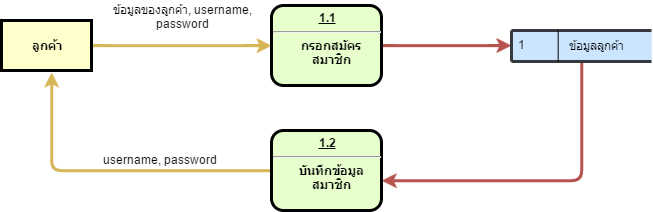 ข้อมูลของลูกค้า, username,
password
1.1
กรอกสมัคร
สมาชิก
ลูกค้า
1
ข้อมูลลูกค้า
username, password
1.2
บันทึกข้อมูล
สมาชิก